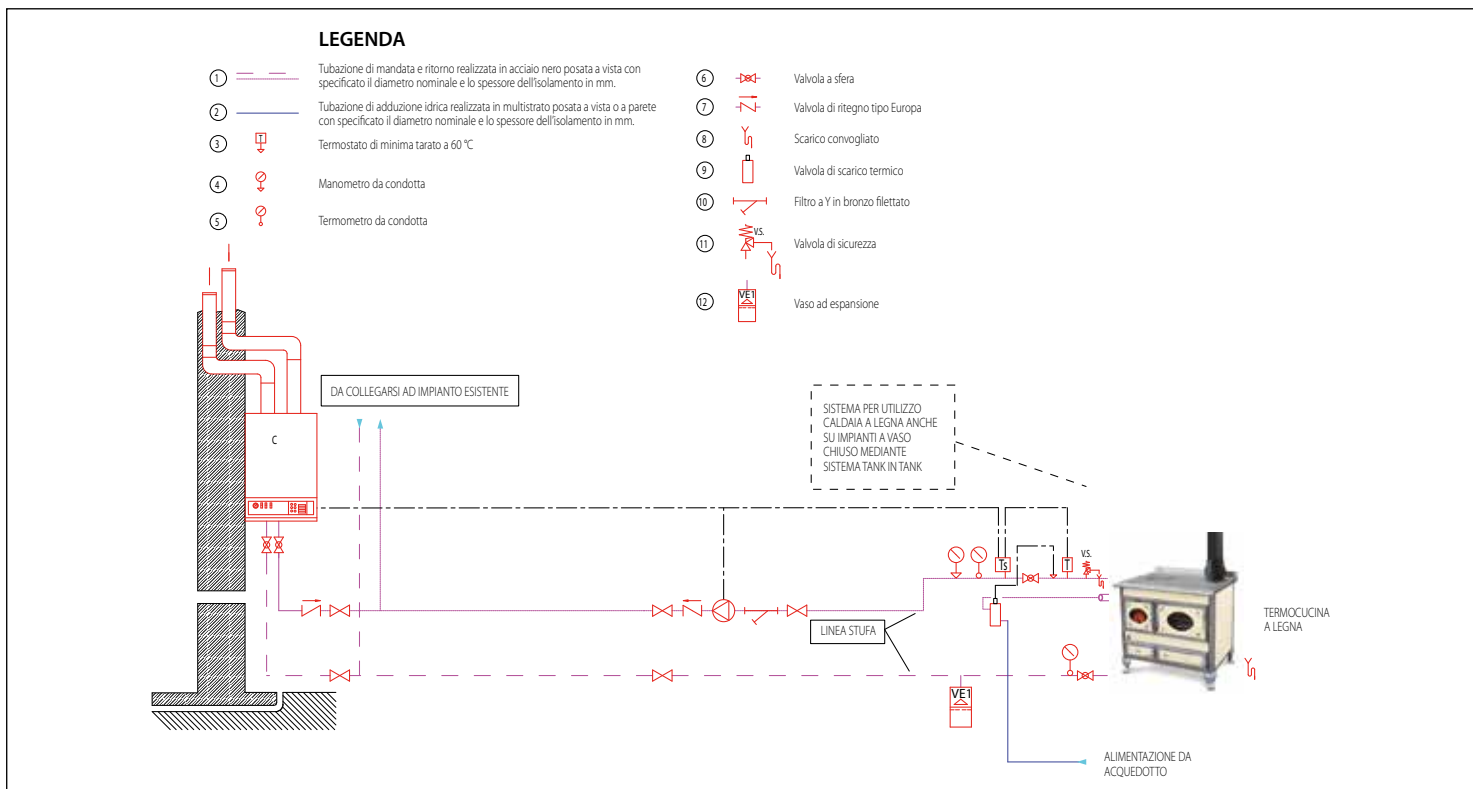 LEGENDA
1
Tubazione di mandata e ritorno realizzata in acciaio nero posata a vista con
specificato il diametro nominale e lo spessore dell'isolamento in mm.
2
Tubazione di adduzione idrica realizzata in multistrato posata a vista o a parete
con specificato il diametro nominale e lo spessore dell'isolamento in mm.
3
T
Termostato di minima tarato a 60 °C
4
Manometro da condotta
5
Termometro da condotta
6
Valvola a sfera
7
Valvola di ritegno tipo Europa
8
Scarico convogliato
9
Valvola di scarico termico
10
Filtro a Y in bronzo filettato
11
V.S.
Valvola di sicurezza
12
VE1
Vaso ad espansione
DA COLLEGARSI AD IMPIANTO ESISTENTE
SISTEMA PER UTILIZZO
CALDAIA A LEGNA ANCHE
SU IMPIANTI A VASO
CHIUSO MEDIANTE
SISTEMA TANK IN TANK
C
Ts
T
V.S.
TERMOCUCINA
A LEGNA
LINEA STUFA
VE1
ALIMENTAZIONE DA
ACQUEDOTTO